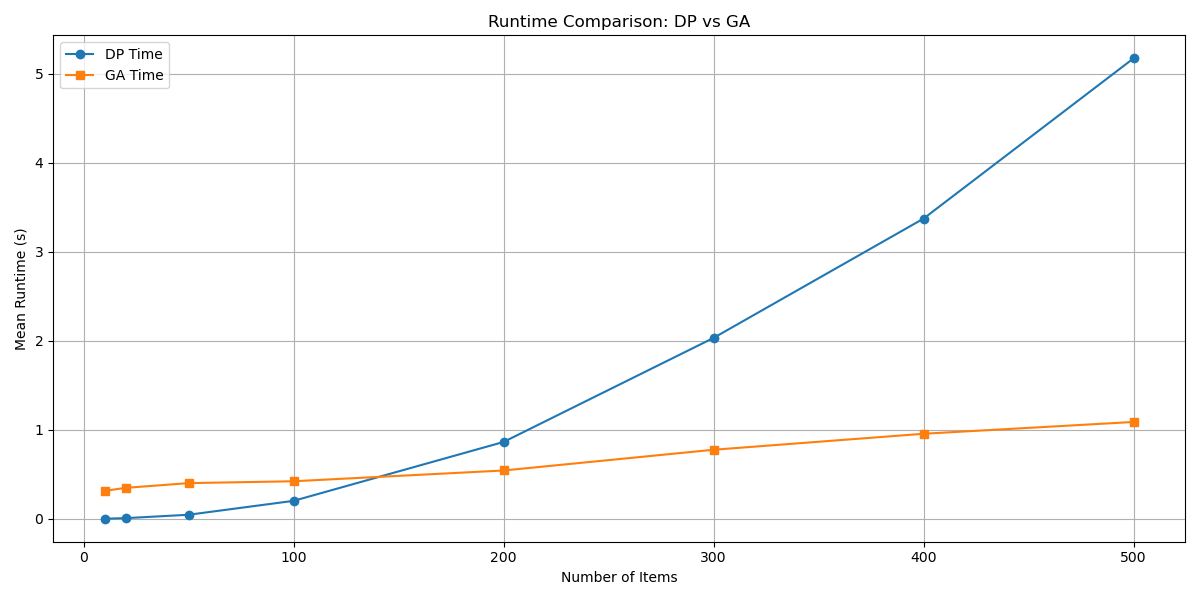 Runtime Comparison: DP vs GA
DP Time
GA Time
5
4
3
2
1
0
Mean Runtime (s)
0 100 200 300 400 500
Number of Items